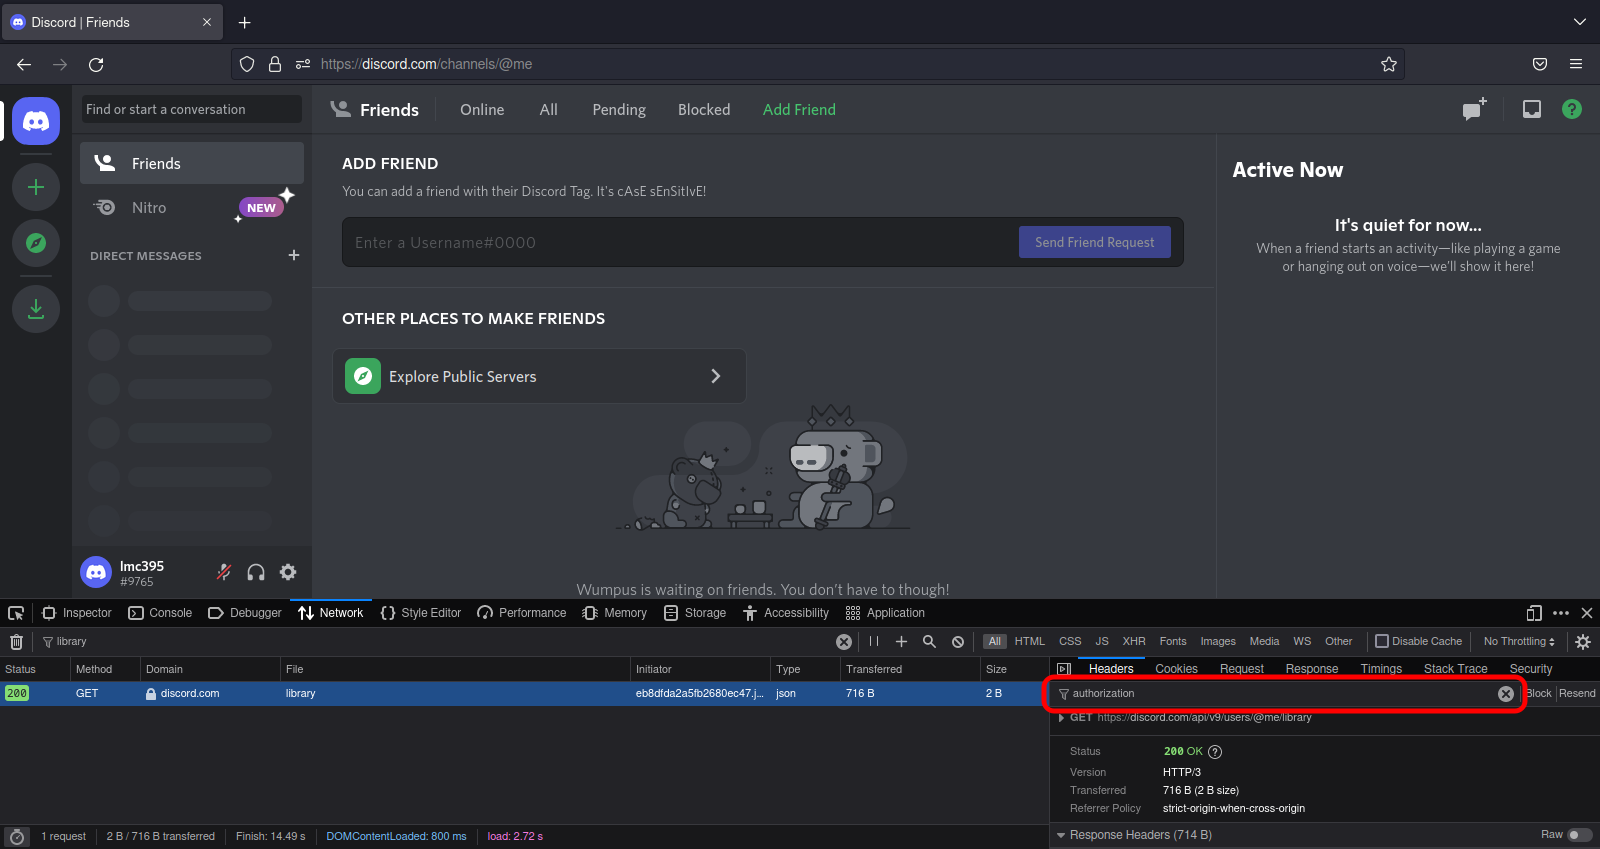 Discord | Friends
https://discord.com/channels/@me
Find or start a conversation
Friends
Online
All
Pending
Blocked
Add Friend
Friends
Nitro
NEW
DIRECT MESSAGES
lmc395
#9765
ADD FRIEND
You can add a friend with their Discord Tag. It's cAsE sEnSitIvE!
Enter a Username#0000
Send Friend Request
OTHER PLACES TO MAKE FRIENDS
Explore Public Servers
Wumpus is waiting on friends. You don't have to though!
Active Now
It's quiet for now...
When a friend starts an activity—like playing a game
or hanging out on voice—we'll show it here!
Inspector
Console
Debugger
Network
Style Editor
Performance
Memory
Storage
Accessibility
Application
library
All
HTML
CSS
JS
XHR
Fonts
Images
Media
WS
Other
Disable Cache
No Throttling
Status
Method
Domain
File
Initiator
Type
Transferred
Size
200
GET
discord.com
library
eb8dfda2a5fb2680ec47.j...
json
716 B
2 B
Headers
Cookies
Request
Response
Timings
Stack Trace
Security
authorization
Block
Resend
GET https://discord.com/api/v9/users/@me/library
Status 200 OK ?
Version HTTP/3
Transferred 716 B (2 B size)
Referrer Policy strict-origin-when-cross-origin
Response Headers (714 B)
Raw
1 request
2 B / 716 B transferred
Finish: 14.49 s
DOMContentLoaded: 800 ms
load: 2.72 s